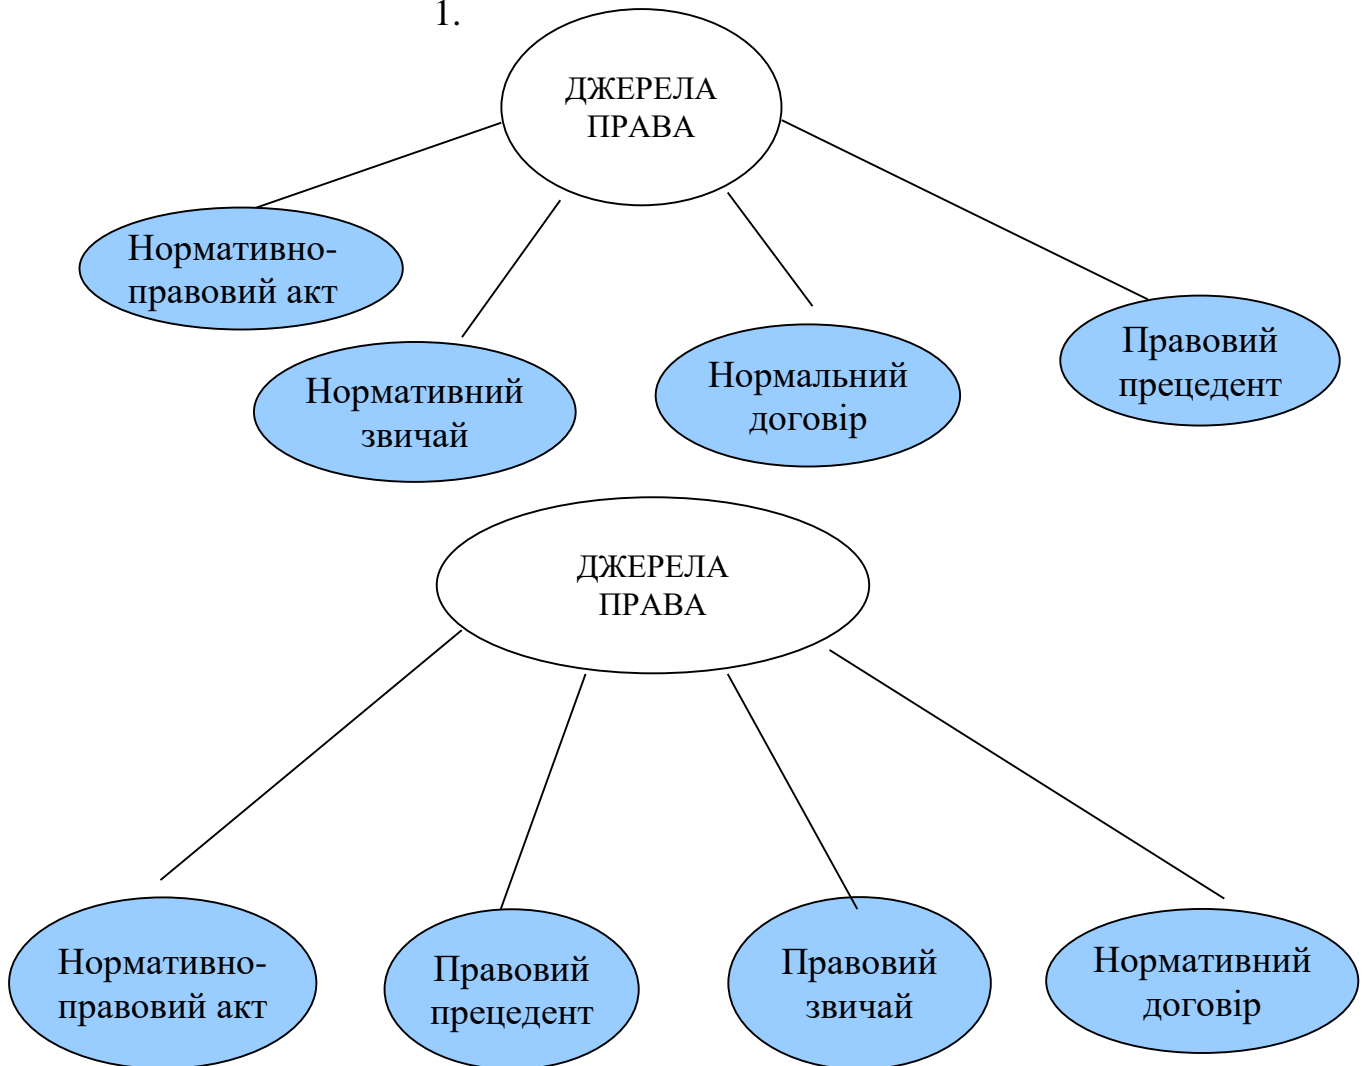 1.
ДЖЕРЕЛА
ПРАВА
Нормативно-
правовий акт
Нормативний
звичай
Нормальний
договір
Правовий
прецедент
ДЖЕРЕЛА
ПРАВА
Нормативно-
правовий акт
Правовий
прецедент
Правовий
звичай
Нормативний
договір